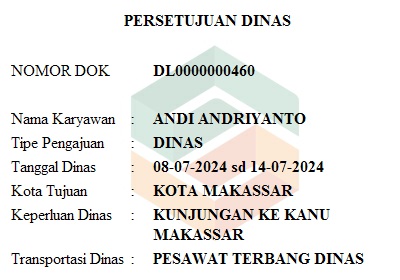 PERSETUJUAN DINAS
NOMOR DOK DL0000000460
Nama Karyawan : ANDI ANDRIYANTO
Tipe Pengajuan : DINAS
Tanggal Dinas : 08-07-2024 sd 14-07-2024
Kota Tujuan : KOTA MAKASSAR
Keperluan Dinas : KUNJUNGAN KE KANU
MAKASSAR
Transportasi Dinas : PESAWAT TERBANG DINAS